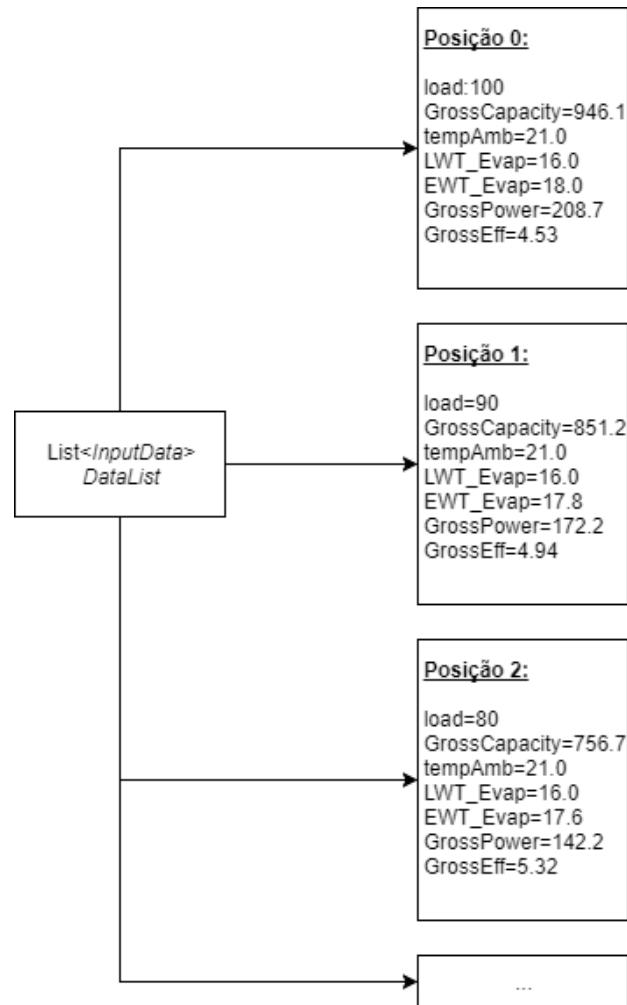 Posição 0:
load:100
GrossCapacity=946.1
tempAmb=21.0
LWT_Evap=16.0
EWT_Evap=18.0
GrossPower=208.7
GrossEff=4.53
Posição 1:
load=90
GrossCapacity=851.2
tempAmb=21.0
LWT_Evap=16.0
EWT_Evap=17.8
GrossPower=172.2
GrossEff=4.94
List<InputData>
DataList
Posição 2:
load=80
GrossCapacity=756.7
tempAmb=21.0
LWT_Evap=16.0
EWT_Evap=17.6
GrossPower=142.2
GrossEff=5.32
...